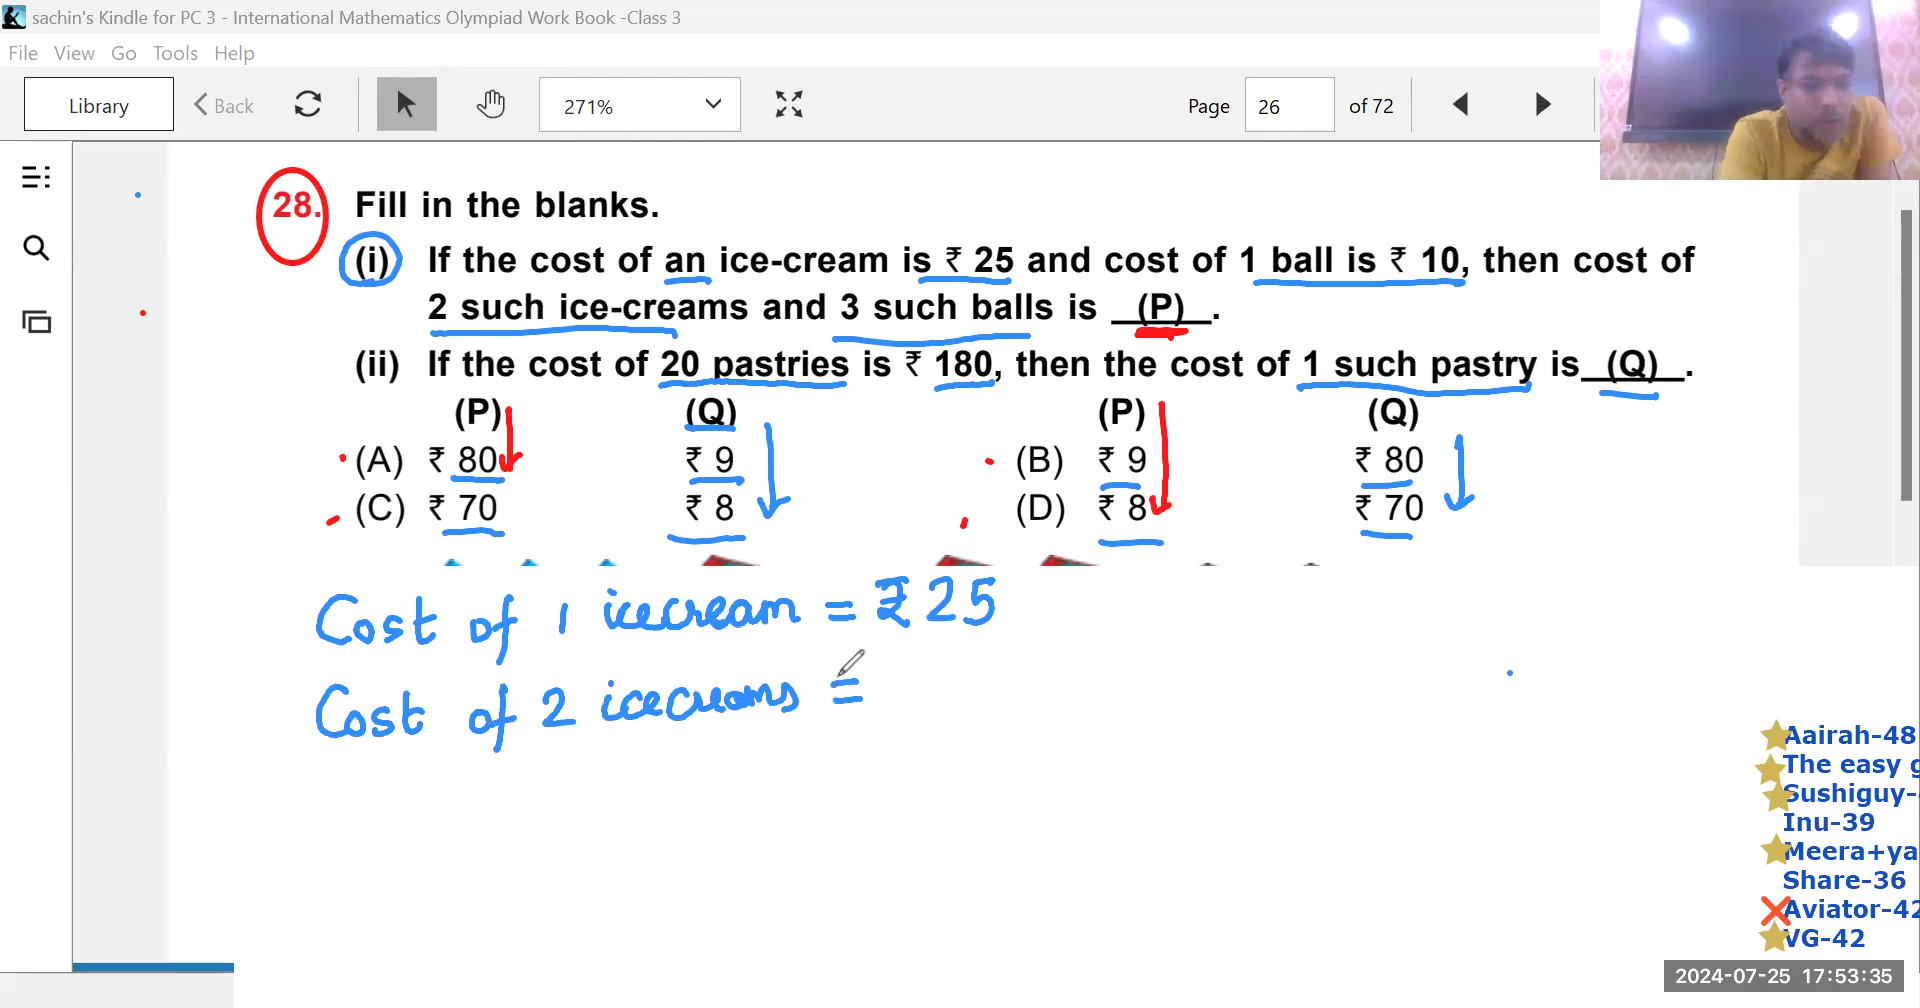 sachin's Kindle for PC 3 - International Mathematics Olympiad Work Book -Class 3
File View Go Tools Help
Library Back 271% Page 26 of 72
28. Fill in the blanks.
(i) If the cost of an ice-cream is ₹ 25 and cost of 1 ball is ₹ 10, then cost of
2 such ice-creams and 3 such balls is __(P)__.
(ii) If the cost of 20 pastries is ₹ 180, then the cost of 1 such pastry is__(Q)__.
(P) (Q) (P) (Q)
(A) ₹ 80 ₹ 9 (B) ₹ 9 ₹ 80
(C) ₹ 70 ₹ 8 (D) ₹ 8 ₹ 70
Cost of 1 icecream = ₹ 25
Cost of 2 icecreams =
Aairah-48
The easy g
Sushiguy-
Inu-39
Meera+ya
Share-36
Aviator-42
VG-42
2024-07-25 17:53:35